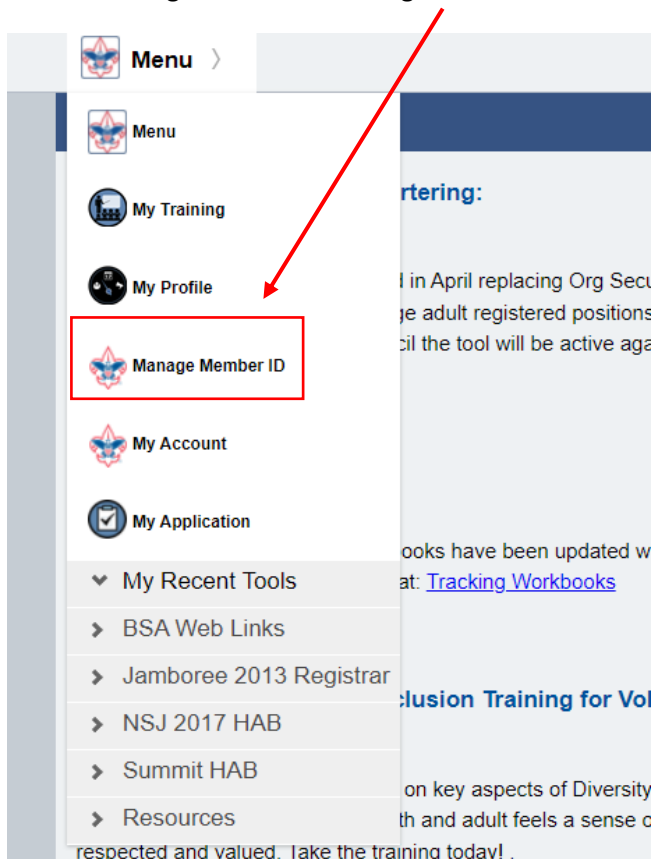 Menu
Menu
My Training
My Profile
Manage Member ID
My Account
My Application
My Recent Tools
BSA Web Links
Jamboree 2013 Registrar
NSJ 2017 HAB
Summit HAB
Resources
rtering:
in April replacing Org Secu
ge adult registered positions
cil the tool will be active aga
ooks have been updated w
at: Tracking Workbooks
clusion Training for Vol
on key aspects of Diversity
th and adult feels a sense o
respected and valued. Take the training today! .